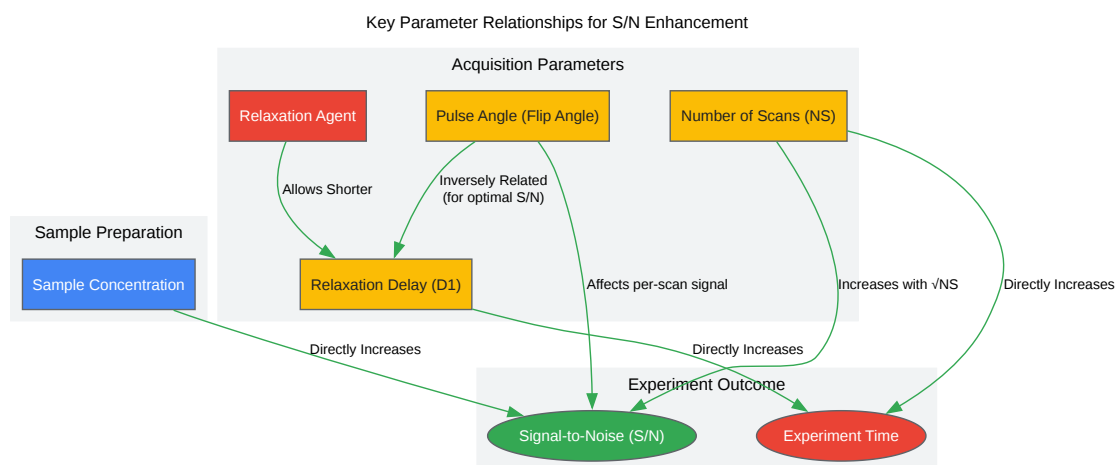 Key Parameter Relationships for S/N Enhancement
Acquisition Parameters
Relaxation Agent
Pulse Angle (Flip Angle)
Number of Scans (NS)
Allows Shorter
Inversely Related
(for optimal S/N)
Sample Preparation
Sample Concentration
Relaxation Delay (D1)
Affects per-scan signal
Increases with √NS
Directly Increases
Directly Increases
Directly Increases
Experiment Outcome
Signal-to-Noise (S/N)
Experiment Time